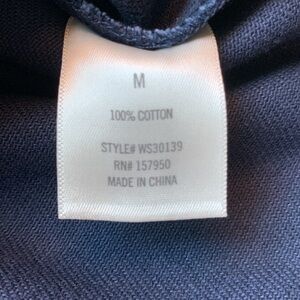 M
100% COTTON
STYLE# WS30139
RN# 157950
MADE IN CHINA